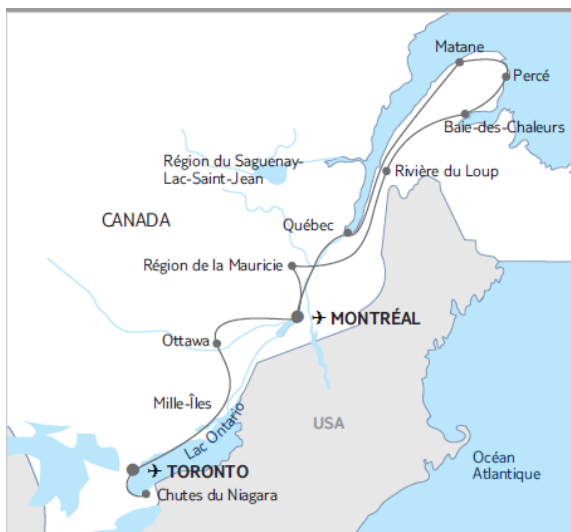 Matane
Percé
Baie-des-Chaleurs
Région du Saguenay-
Lac-Saint-Jean
Rivière du Loup
CANADA
Québec
Région de la Mauricie
MONTRÉAL
Ottawa
Mille-Îles
Lac Ontario
USA
Océan
Atlantique
TORONTO
Chutes du Niagara